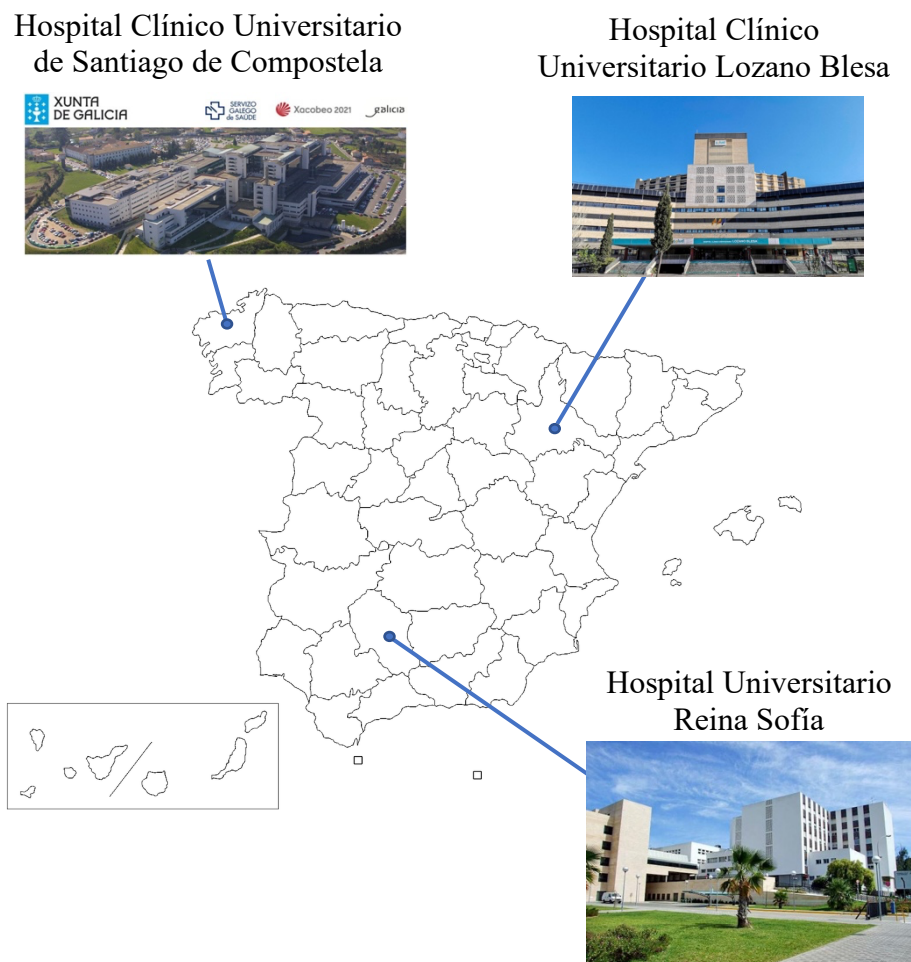 Hospital Clínico Universitario
de Santiago de Compostela
XUNTA
DE GALICIA
SERVIZO
GALEGO
de SAÚDE
Xacobeo 2021
galicia
Hospital Clínico
Universitario Lozano Blesa
Hospital Universitario
Reina Sofía